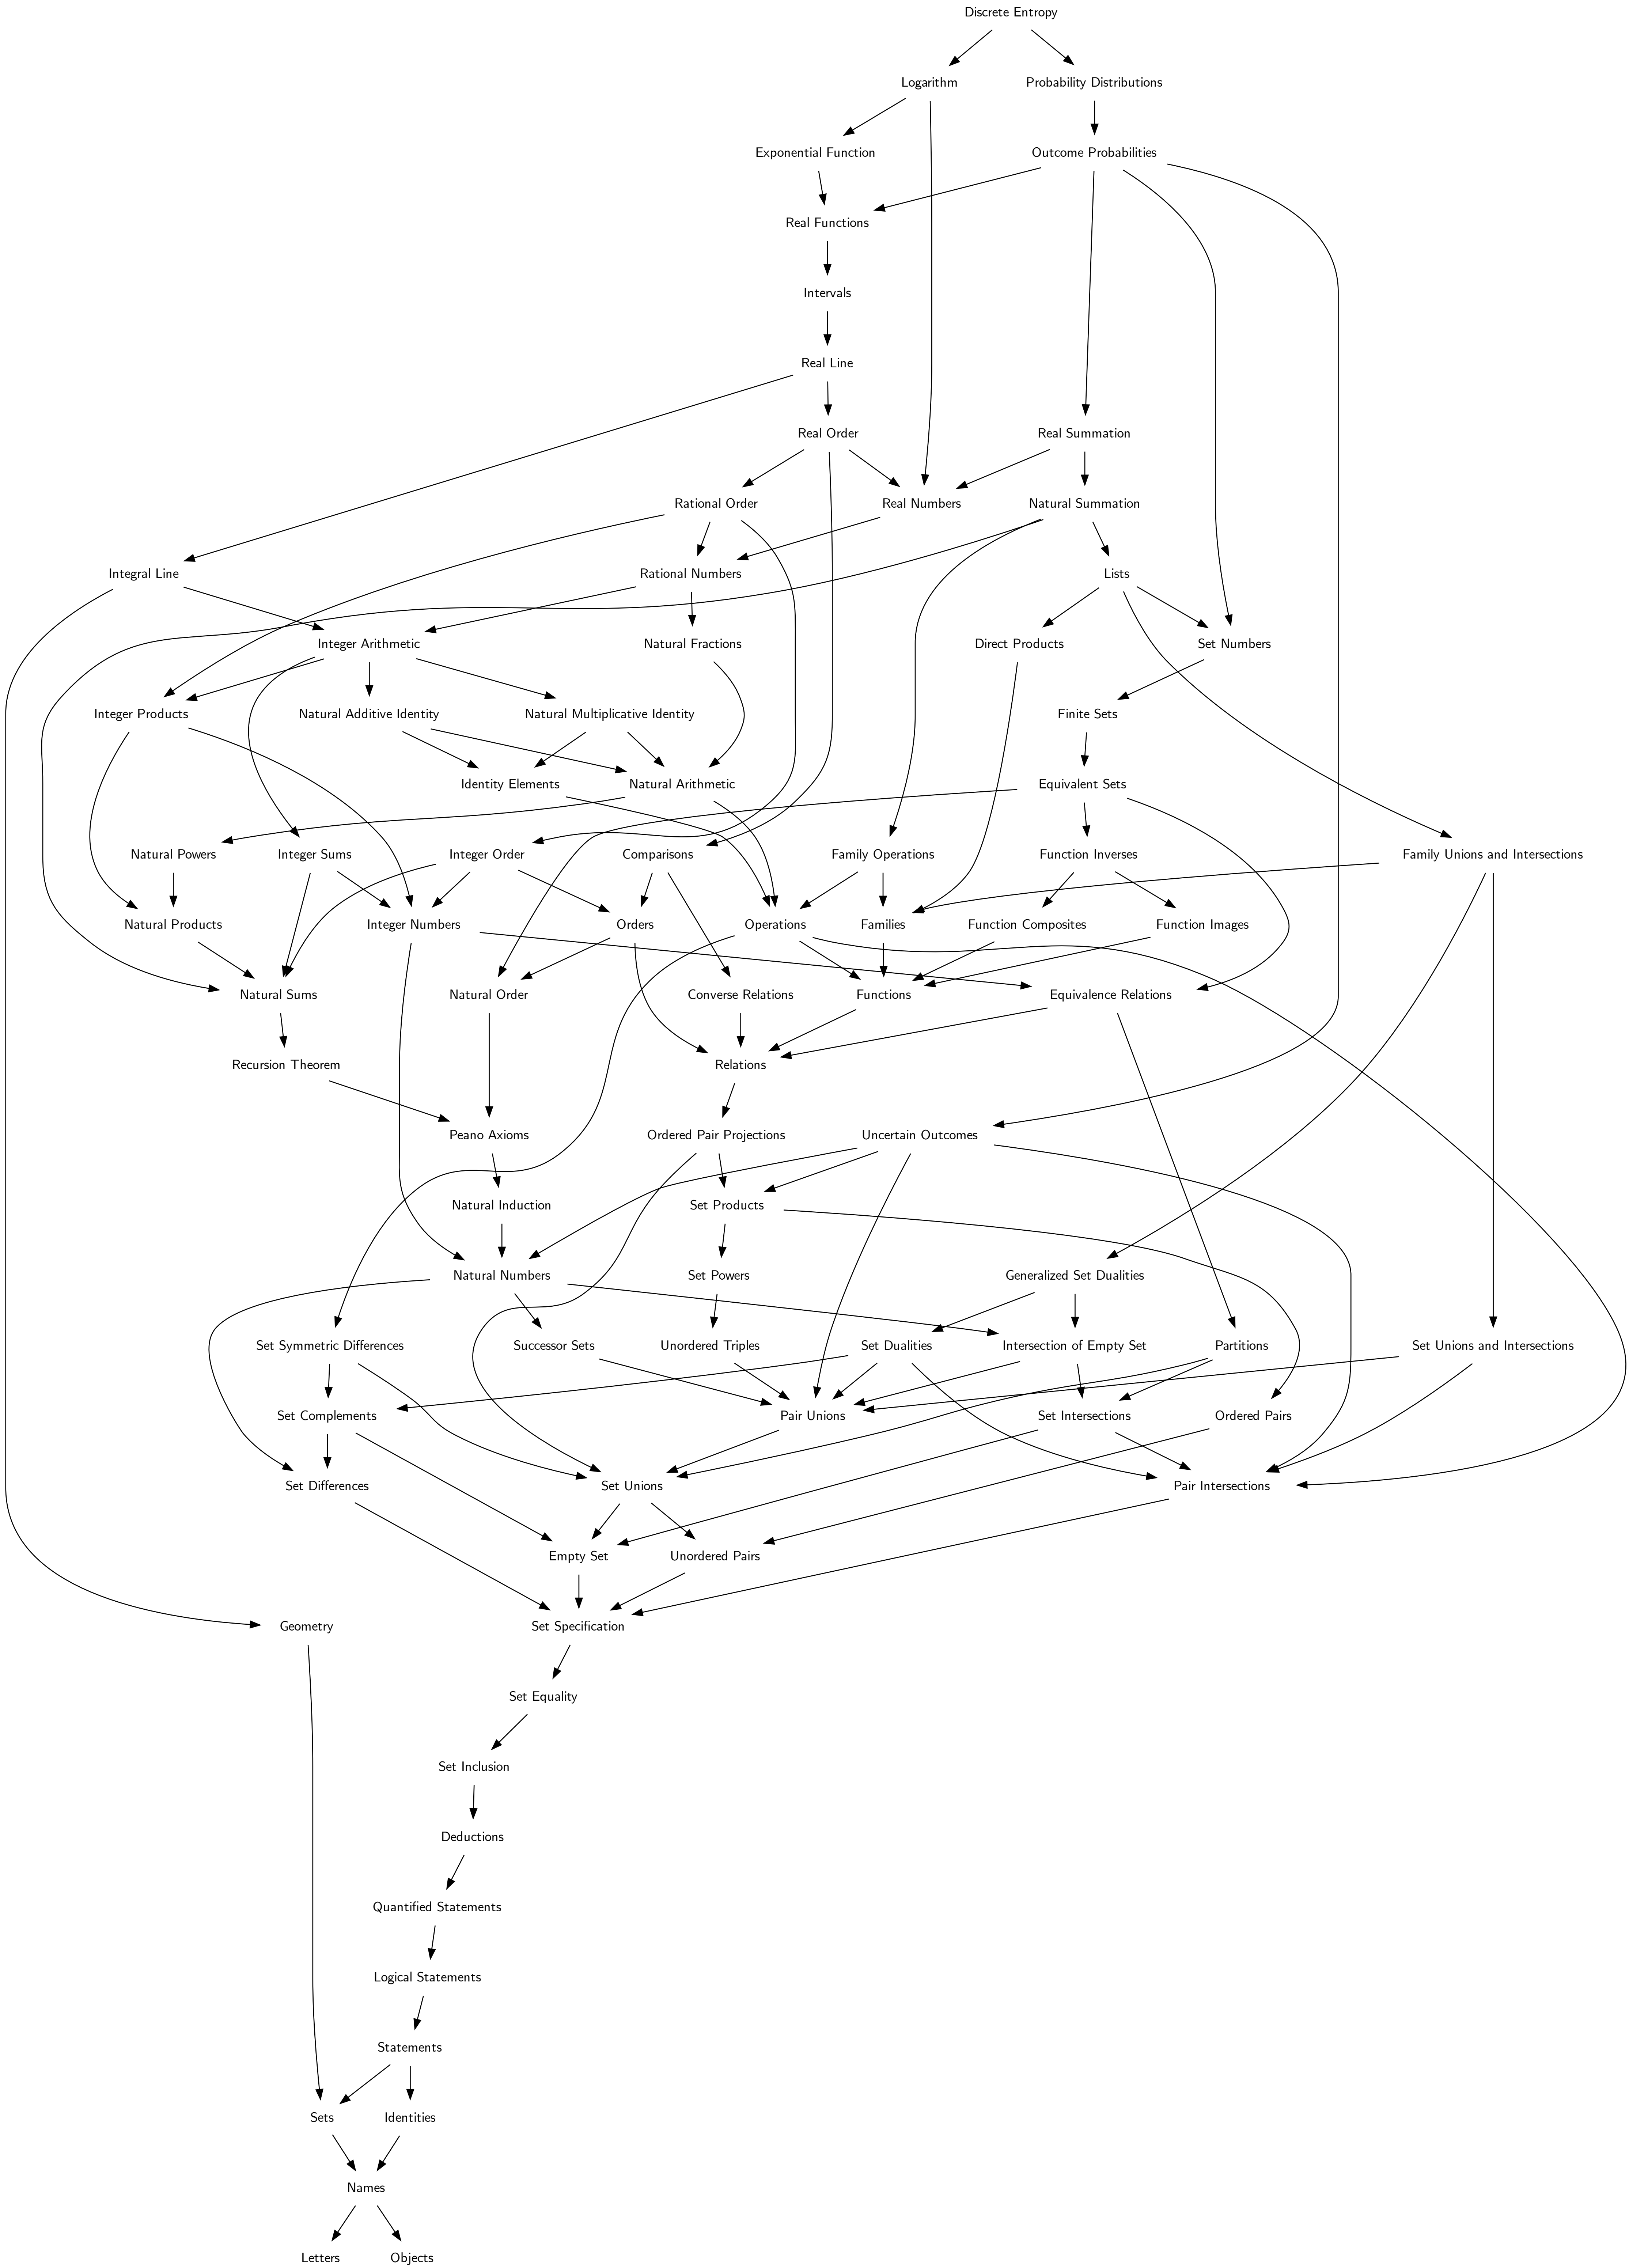 Discrete Entropy
Logarithm
Probability Distributions
Exponential Function
Outcome Probabilities
Real Functions
Intervals
Real Line
Real Order
Real Summation
Rational Order
Real Numbers
Natural Summation
Integral Line
Rational Numbers
Lists
Integer Arithmetic
Natural Fractions
Direct Products
Set Numbers
Integer Products
Natural Additive Identity
Natural Multiplicative Identity
Finite Sets
Identity Elements
Natural Arithmetic
Equivalent Sets
Natural Powers
Integer Sums
Integer Order
Comparisons
Family Operations
Function Inverses
Family Unions and Intersections
Natural Products
Integer Numbers
Orders
Operations
Families
Function Composites
Function Images
Natural Sums
Natural Order
Converse Relations
Functions
Equivalence Relations
Recursion Theorem
Relations
Peano Axioms
Ordered Pair Projections
Uncertain Outcomes
Natural Induction
Set Products
Natural Numbers
Set Powers
Generalized Set Dualities
Set Symmetric Differences
Successor Sets
Unordered Triples
Set Dualities
Intersection of Empty Set
Partitions
Set Unions and Intersections
Set Complements
Pair Unions
Set Intersections
Ordered Pairs
Set Differences
Set Unions
Pair Intersections
Empty Set
Unordered Pairs
Geometry
Set Specification
Set Equality
Set Inclusion
Deductions
Quantified Statements
Logical Statements
Statements
Sets
Identities
Names
Letters
Objects